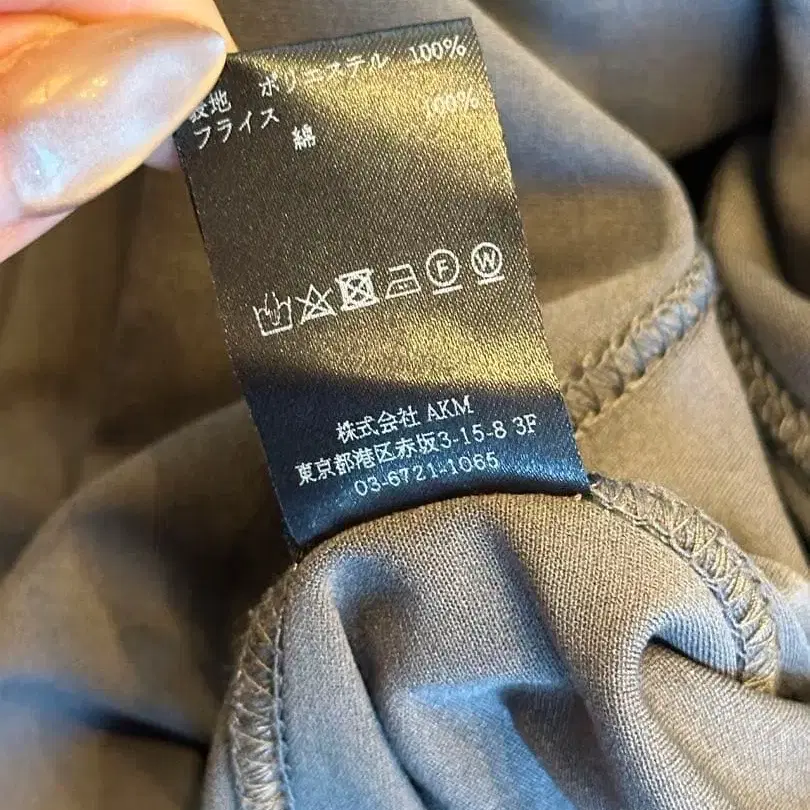 表地 ポリエステル 100%
フライス 綿 100%
F W
株式会社 AKM
東京都港区赤坂3-15-8 3F
03-6721-1065